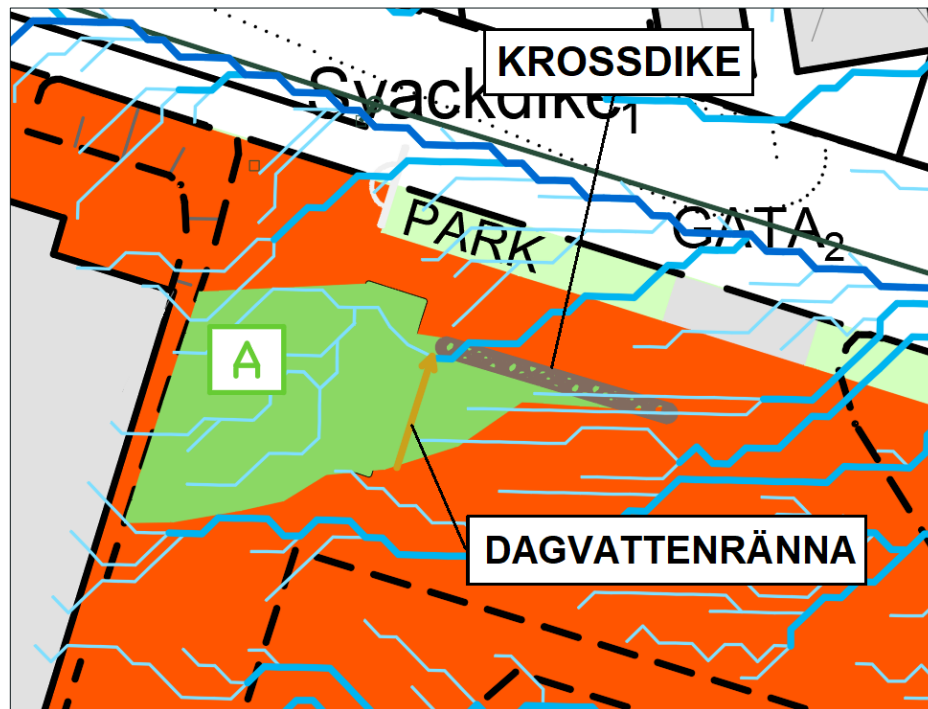 KROSSDIKE
Svackdike1
PARK
GATA2
A
DAGVATTENRÄNNA